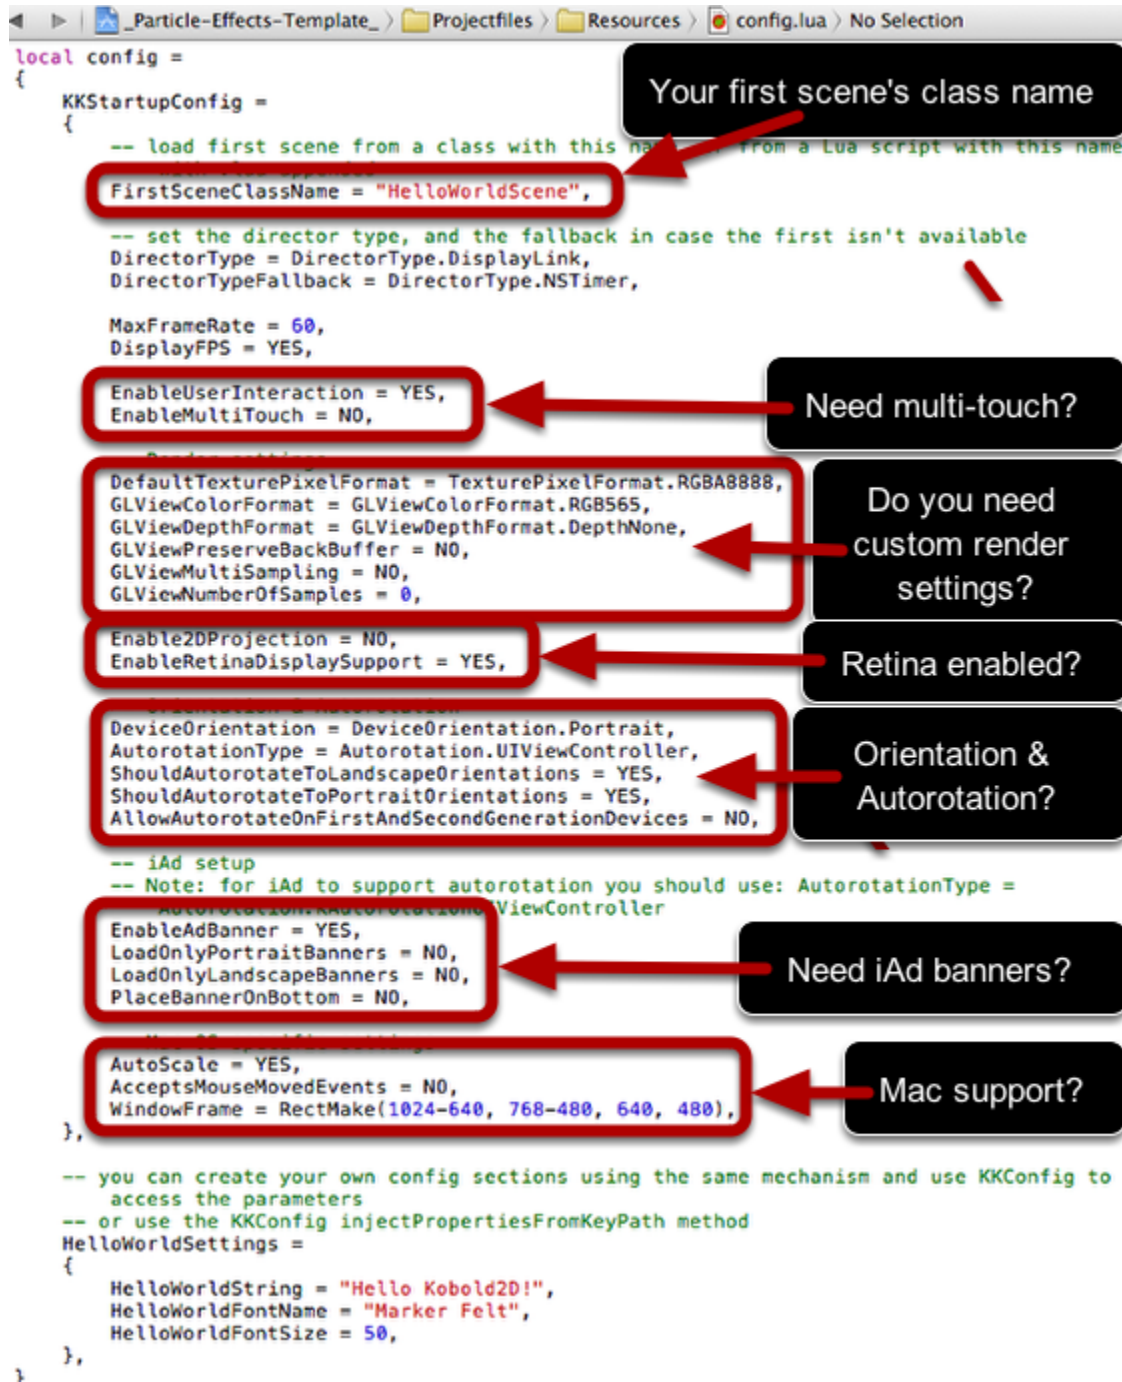 _Particle-Effects-Template_ Projectfiles Resources config.lua No Selection
local config =
{
KKStartupConfig =
{
Your first scene's class name
-- load first scene from a class with this from a Lua script with this name
FirstSceneClassName = "HelloWorldScene",
-- set the director type, and the fallback in case the first isn't available
DirectorType = DirectorType.DisplayLink,
DirectorTypeFallback = DirectorType.NSTimer,
MaxFrameRate = 60,
DisplayFPS = YES,
EnableUserInteraction = YES,
EnableMultiTouch = NO,
Need multi-touch?
DefaultTexturePixelFormat = TexturePixelFormat.RGBA8888,
GLViewColorFormat = GLViewColorFormat.RGB565,
GLViewDepthFormat = GLViewDepthFormat.DepthNone,
GLViewPreserveBackBuffer = NO,
GLViewMultiSampling = NO,
GLViewNumberOfSamples = 0,
Do you need
custom render
settings?
Enable2DProjection = NO,
EnableRetinaDisplaySupport = YES,
Retina enabled?
DeviceOrientation = DeviceOrientation.Portrait,
AutorotationType = Autorotation.UIViewController,
ShouldAutorotateToLandscapeOrientations = YES,
ShouldAutorotateToPortraitOrientations = YES,
AllowAutorotateOnFirstAndSecondGenerationDevices = NO,
Orientation &
Autorotation?
-- iAd setup
-- Note: for iAd to support autorotation you should use: AutorotationType =
EnableAdBanner = YES,
LoadOnlyPortraitBanners = NO,
LoadOnlyLandscapeBanners = NO,
PlaceBannerOnBottom = NO,
Need iAd banners?
AutoScale = YES,
AcceptsMouseMovedEvents = NO,
WindowFrame = RectMake(1024-640, 768-480, 640, 480),
Mac support?
},
-- you can create your own config sections using the same mechanism and use KKConfig to
access the parameters
-- or use the KKConfig injectPropertiesFromKeyPath method
HelloWorldSettings =
{
HelloWorldString = "Hello Kobold2D!",
HelloWorldFontName = "Marker Felt",
HelloWorldFontSize = 50,
},
}